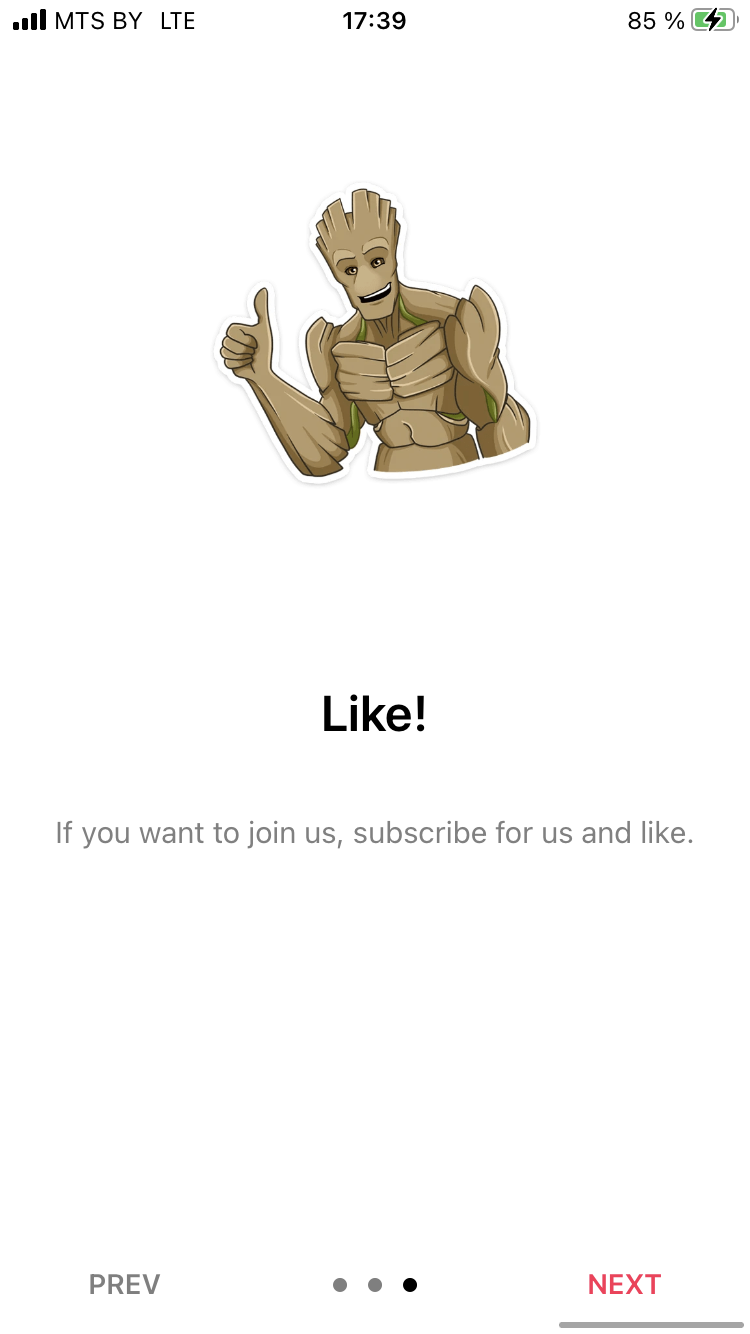 MTS BY LTE 17:39 85 %
Like!
If you want to join us, subscribe for us and like.
PREV NEXT